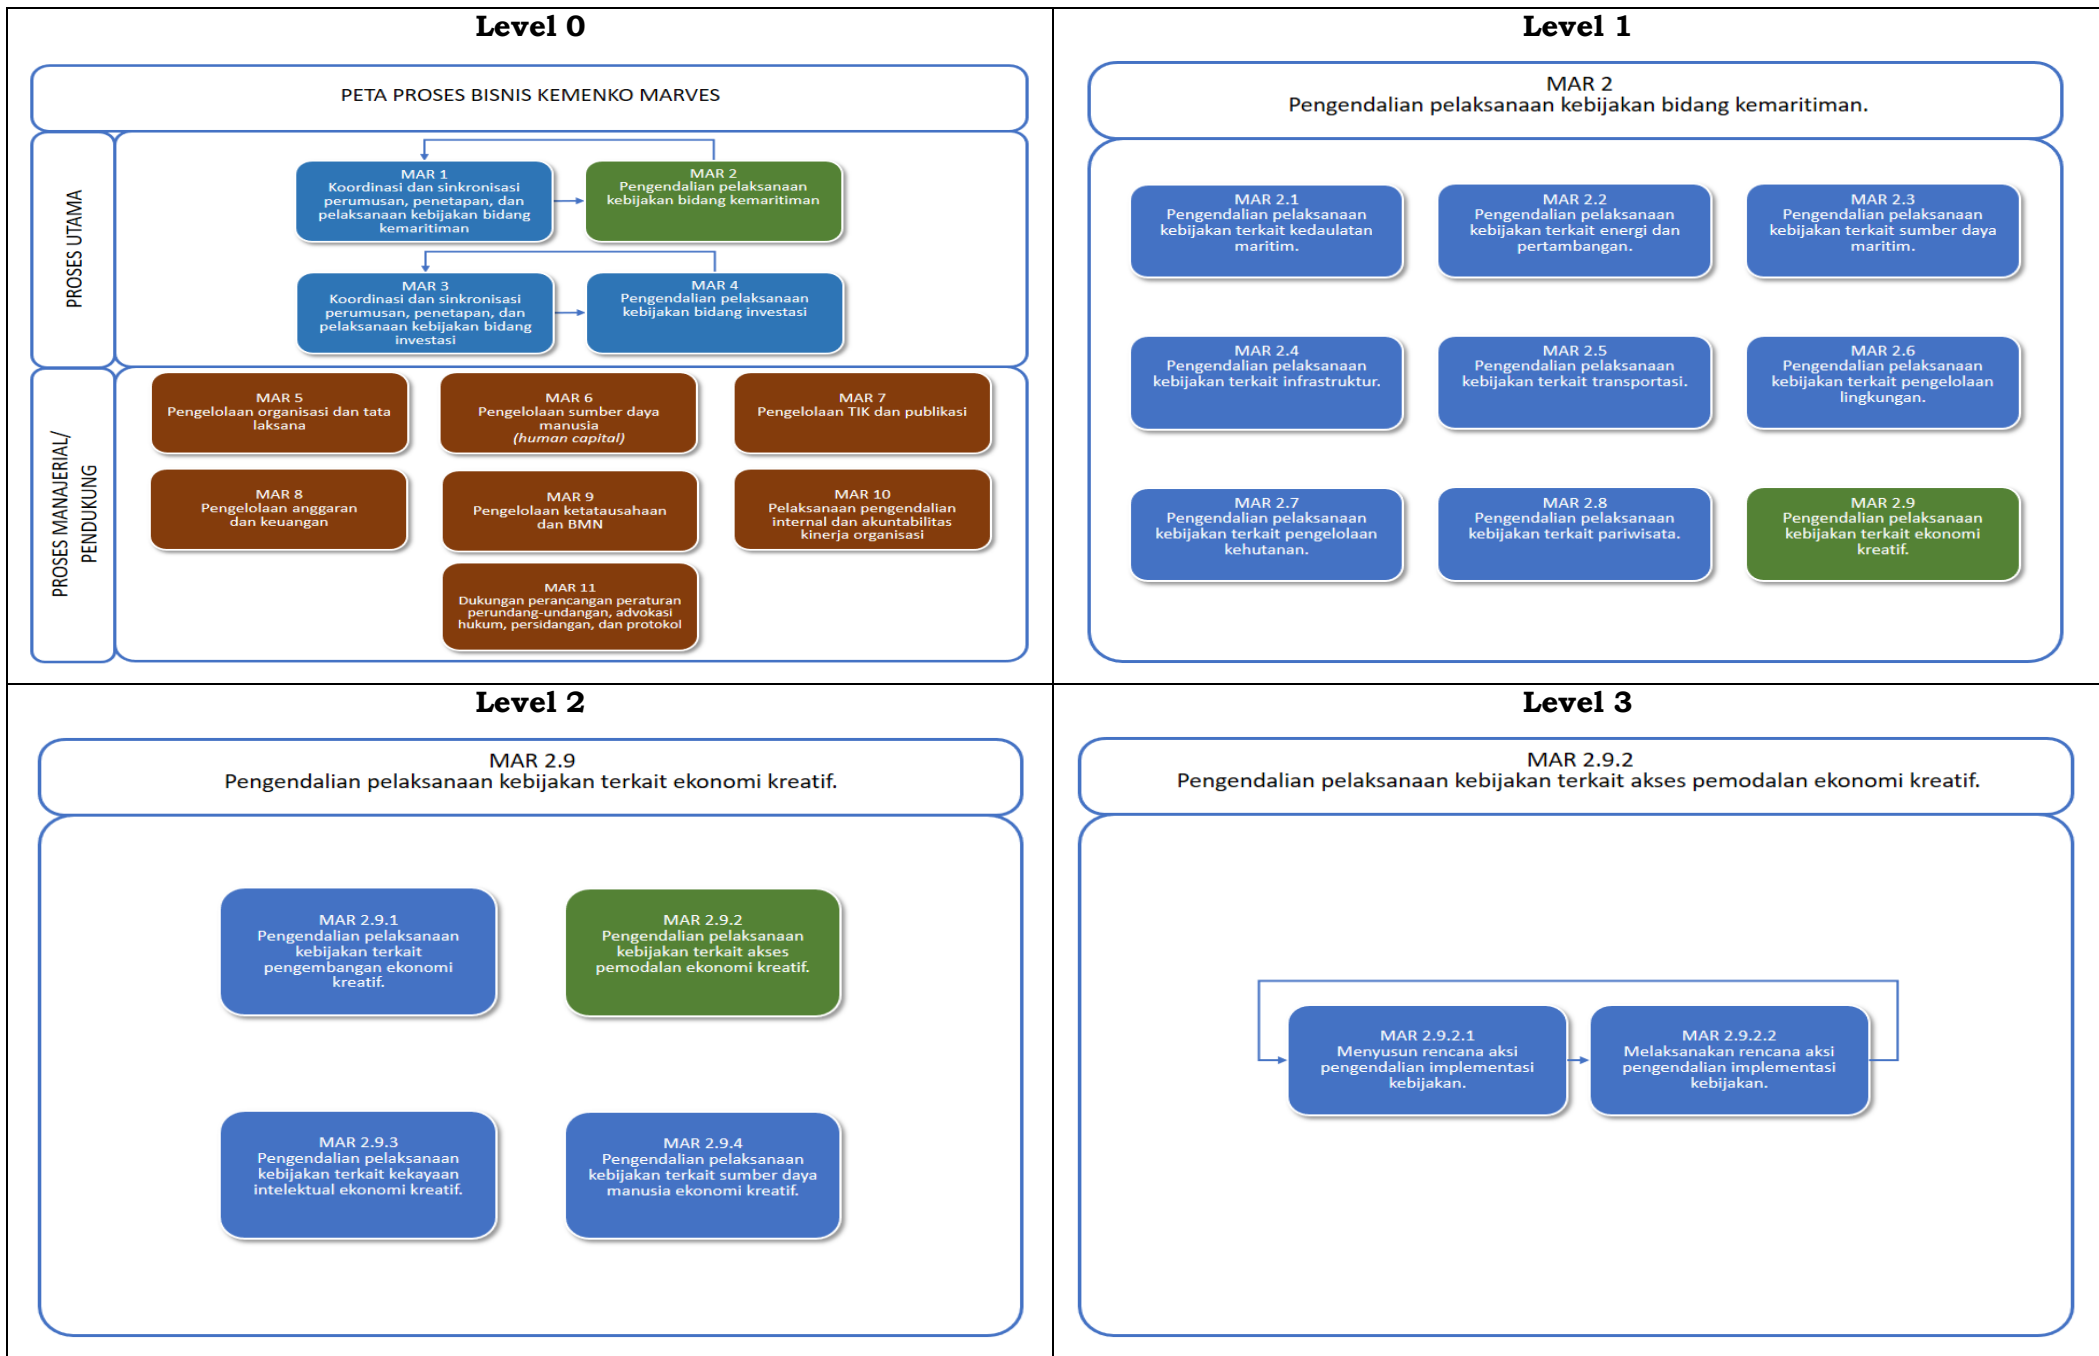 Level 0
PETA PROSES BISNIS KEMENKO MARVES
PROSES UTAMA
MAR 1
Koordinasi dan sinkronisasi
perumusan, penetapan, dan
pelaksanaan kebijakan bidang
kemaritiman
MAR 2
Pengendalian pelaksanaan
kebijakan bidang kemaritiman
MAR 3
Koordinasi dan sinkronisasi
perumusan, penetapan, dan
pelaksanaan kebijakan bidang
investasi
MAR 4
Pengendalian pelaksanaan
kebijakan bidang investasi
PROSES MANAJERIAL/
PENDUKUNG
MAR 5
Pengelolaan organisasi dan tata
laksana
MAR 6
Pengelolaan sumber daya
manusia
(human capital)
MAR 7
Pengelolaan TIK dan publikasi
MAR 8
Pengelolaan anggaran
dan keuangan
MAR 9
Pengelolaan ketatausahaan
dan BMN
MAR 10
Pelaksanaan pengendalian
internal dan akuntabilitas
kinerja organisasi
MAR 11
Dukungan perancangan peraturan
perundang-undangan, advokasi
hukum, persidangan, dan protokol
Level 1
MAR 2
Pengendalian pelaksanaan kebijakan bidang kemaritiman.
MAR 2.1
Pengendalian pelaksanaan
kebijakan terkait kedaulatan
maritim.
MAR 2.2
Pengendalian pelaksanaan
kebijakan terkait energi dan
pertambangan.
MAR 2.3
Pengendalian pelaksanaan
kebijakan terkait sumber daya
maritim.
MAR 2.4
Pengendalian pelaksanaan
kebijakan terkait infrastruktur.
MAR 2.5
Pengendalian pelaksanaan
kebijakan terkait transportasi.
MAR 2.6
Pengendalian pelaksanaan
kebijakan terkait pengelolaan
lingkungan.
MAR 2.7
Pengendalian pelaksanaan
kebijakan terkait pengelolaan
kehutanan.
MAR 2.8
Pengendalian pelaksanaan
kebijakan terkait pariwisata.
MAR 2.9
Pengendalian pelaksanaan
kebijakan terkait ekonomi
kreatif.
Level 2
MAR 2.9
Pengendalian pelaksanaan kebijakan terkait ekonomi kreatif.
MAR 2.9.1
Pengendalian pelaksanaan
kebijakan terkait
pengembangan ekonomi
kreatif.
MAR 2.9.2
Pengendalian pelaksanaan
kebijakan terkait akses
pemodalan ekonomi kreatif.
MAR 2.9.3
Pengendalian pelaksanaan
kebijakan terkait kekayaan
intelektual ekonomi kreatif.
MAR 2.9.4
Pengendalian pelaksanaan
kebijakan terkait sumber daya
manusia ekonomi kreatif.
Level 3
MAR 2.9.2
Pengendalian pelaksanaan kebijakan terkait akses pemodalan ekonomi kreatif.
MAR 2.9.2.1
Menyusun rencana aksi
pengendalian implementasi
kebijakan.
MAR 2.9.2.2
Melaksanakan rencana aksi
pengendalian implementasi
kebijakan.